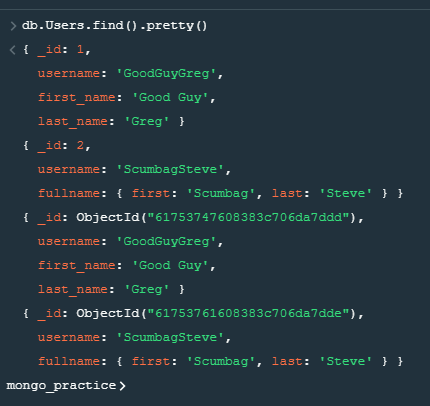 > db.Users.find().pretty()
< { _id: 1,
username: 'GoodGuyGreg',
first_name: 'Good Guy',
last_name: 'Greg' }
{ _id: 2,
username: 'ScumbagSteve',
fullname: { first: 'Scumbag', last: 'Steve' } }
{ _id: ObjectId("61753747608383c706da7ddd"),
username: 'GoodGuyGreg',
first_name: 'Good Guy',
last_name: 'Greg' }
{ _id: ObjectId("61753761608383c706da7dde"),
username: 'ScumbagSteve',
fullname: { first: 'Scumbag', last: 'Steve' } }
mongo_practice>